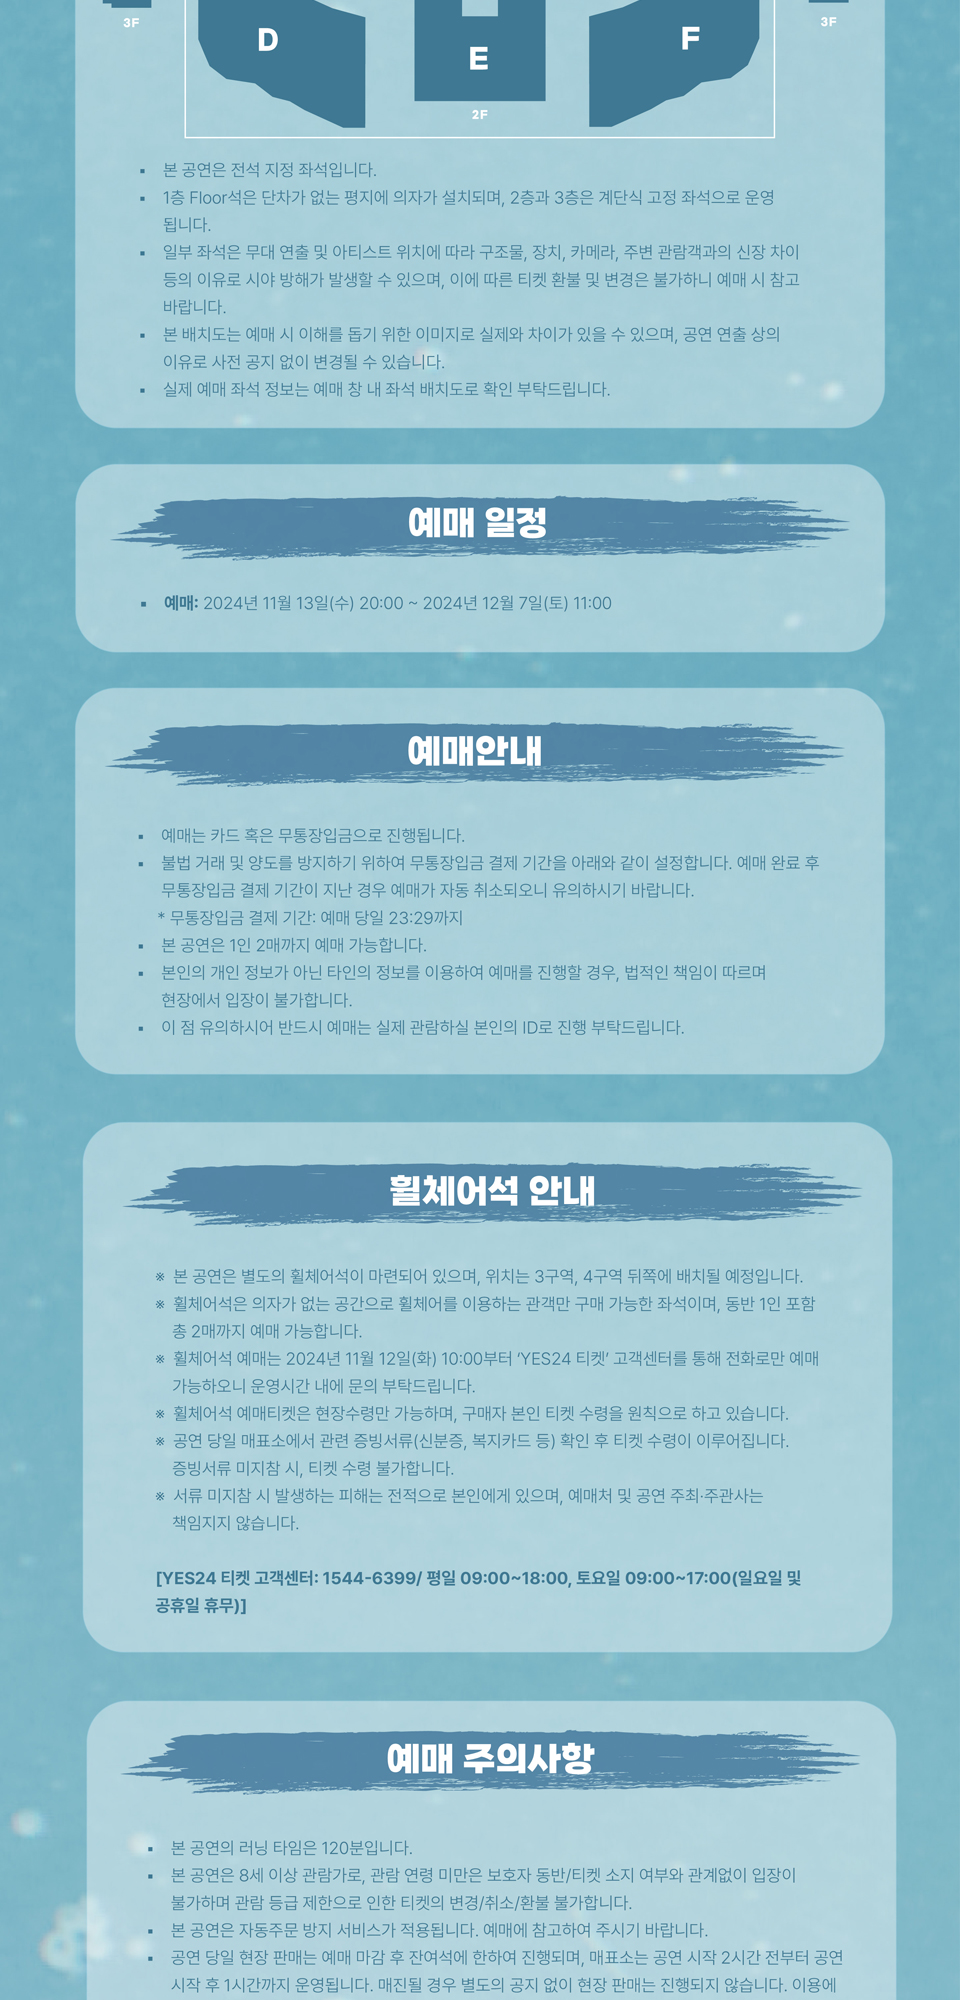 3F
3F
D
E
F
2F
▪ 본 공연은 전석 지정 좌석입니다.
▪ 1층 Floor석은 단차가 없는 평지에 의자가 설치되며, 2층과 3층은 계단식 고정 좌석으로 운영
됩니다.
▪ 일부 좌석은 무대 연출 및 아티스트 위치에 따라 구조물, 장치, 카메라, 주변 관람객과의 신장 차이
등의 이유로 시야 방해가 발생할 수 있으며, 이에 따른 티켓 환불 및 변경은 불가하니 예매 시 참고
바랍니다.
▪ 본 배치도는 예매 시 이해를 돕기 위한 이미지로 실제와 차이가 있을 수 있으며, 공연 연출 상의
이유로 사전 공지 없이 변경될 수 있습니다.
▪ 실제 예매 좌석 정보는 예매 창 내 좌석 배치도로 확인 부탁드립니다.
예매 일정
▪ 예매: 2024년 11월 13일(수) 20:00 ~ 2024년 12월 7일(토) 11:00
예매안내
▪ 예매는 카드 혹은 무통장입금으로 진행됩니다.
▪ 불법 거래 및 양도를 방지하기 위하여 무통장입금 결제 기간을 아래와 같이 설정합니다. 예매 완료 후
무통장입금 결제 기간이 지난 경우 예매가 자동 취소되오니 유의하시기 바랍니다.
* 무통장입금 결제 기간: 예매 당일 23:29까지
▪ 본 공연은 1인 2매까지 예매 가능합니다.
▪ 본인의 개인 정보가 아닌 타인의 정보를 이용하여 예매를 진행할 경우, 법적인 책임이 따르며
현장에서 입장이 불가합니다.
▪ 이 점 유의하시어 반드시 예매는 실제 관람하실 본인의 ID로 진행 부탁드립니다.
휠체어석 안내
※ 본 공연은 별도의 휠체어석이 마련되어 있으며, 위치는 3구역, 4구역 뒤쪽에 배치될 예정입니다.
※ 휠체어석은 의자가 없는 공간으로 휠체어를 이용하는 관객만 구매 가능한 좌석이며, 동반 1인 포함
총 2매까지 예매 가능합니다.
※ 휠체어석 예매는 2024년 11월 12일(화) 10:00부터 ‘YES24 티켓’ 고객센터를 통해 전화로만 예매
가능하오니 운영시간 내에 문의 부탁드립니다.
※ 휠체어석 예매티켓은 현장수령만 가능하며, 구매자 본인 티켓 수령을 원칙으로 하고 있습니다.
※ 공연 당일 매표소에서 관련 증빙서류(신분증, 복지카드 등) 확인 후 티켓 수령이 이루어집니다.
증빙서류 미지참 시, 티켓 수령 불가합니다.
※ 서류 미지참 시 발생하는 피해는 전적으로 본인에게 있으며, 예매처 및 공연 주최·주관사는
책임지지 않습니다.
[YES24 티켓 고객센터: 1544-6399/ 평일 09:00~18:00, 토요일 09:00~17:00(일요일 및
공휴일 휴무)]
예매 주의사항
▪ 본 공연의 러닝 타임은 120분입니다.
▪ 본 공연은 8세 이상 관람가로, 관람 연령 미만은 보호자 동반/티켓 소지 여부와 관계없이 입장이
불가하며 관람 등급 제한으로 인한 티켓의 변경/취소/환불 불가합니다.
▪ 본 공연은 자동주문 방지 서비스가 적용됩니다. 예매에 참고하여 주시기 바랍니다.
▪ 공연 당일 현장 판매는 예매 마감 후 잔여석에 한하여 진행되며, 매표소는 공연 시작 2시간 전부터 공연
시작 후 1시간까지 운영됩니다. 매진될 경우 별도의 공지 없이 현장 판매는 진행되지 않습니다. 이용에